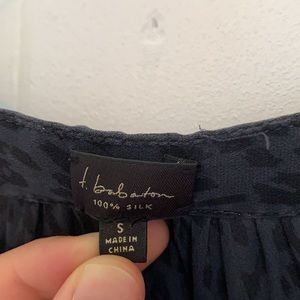 t. babaton
100% SILK
S
MADE IN
CHINA